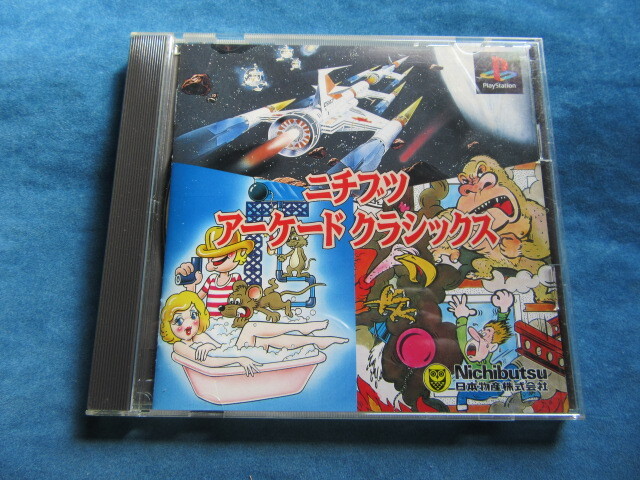 PlayStation
ニチブツ
アーケード クラシックス
Nichibutsu
日本物産株式会社